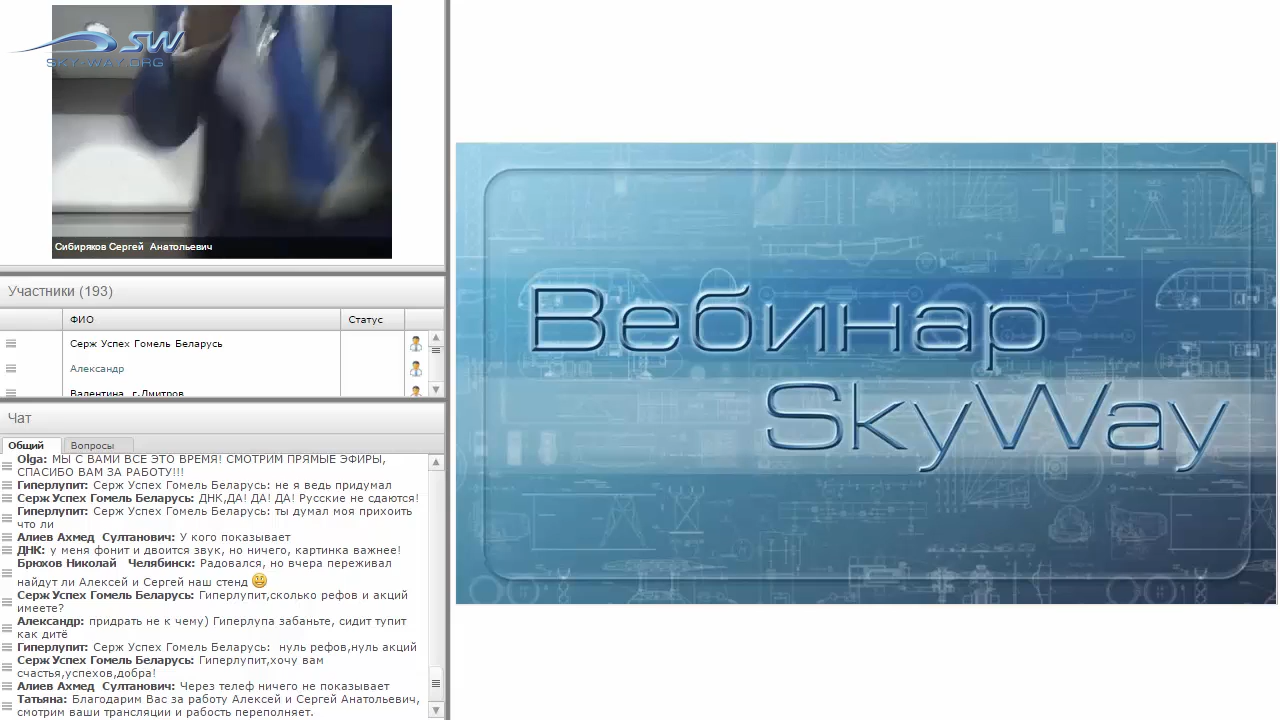 SW
SKY-WAY.ORG
Сибиряков Сергей Анатольевич
Участники (193)
ФИО Статус
Серж Успех Гомель Беларусь
Александр
Валентина г.Дмитров
Чат
Общий Вопросы
Olga: МЫ С ВАМИ ВСЕ ЭТО ВРЕМЯ! СМОТРИМ ПРЯМЫЕ ЭФИРЫ,
СПАСИБО ВАМ ЗА РАБОТУ!!!
Гиперлупит: Серж Успех Гомель Беларусь: не я ведь придумал
Серж Успех Гомель Беларусь: ДНК,ДА! ДА! ДА! Русские не сдаются!
Гиперлупит: Серж Успех Гомель Беларусь: ты думал моя прихоить
что ли
Алиев Ахмед Султанович: У кого показывает
ДНК: у меня фонит и двоится звук, но ничего, картинка важнее!
Брюхов Николай Челябинск: Радовался, но вчера переживал
найдут ли Алексей и Сергей наш стенд
Серж Успех Гомель Беларусь: Гиперлупит,сколько рефов и акций
имеете?
Александр: придрать не к чему) Гиперлупа забаньте, сидит тупит
как дитё
Гиперлупит: Серж Успех Гомель Беларусь: нуль рефов,нуль акций
Серж Успех Гомель Беларусь: Гиперлупит,хочу вам
счастья,успехов,добра!
Алиев Ахмед Султанович: Через телеф ничего не показывает
Татьяна: Благодарим Вас за работу Алексей и Сергей Анатольевич,
смотрим ваши трансляции и рабость переполняет.
Вебинар
SkyWay